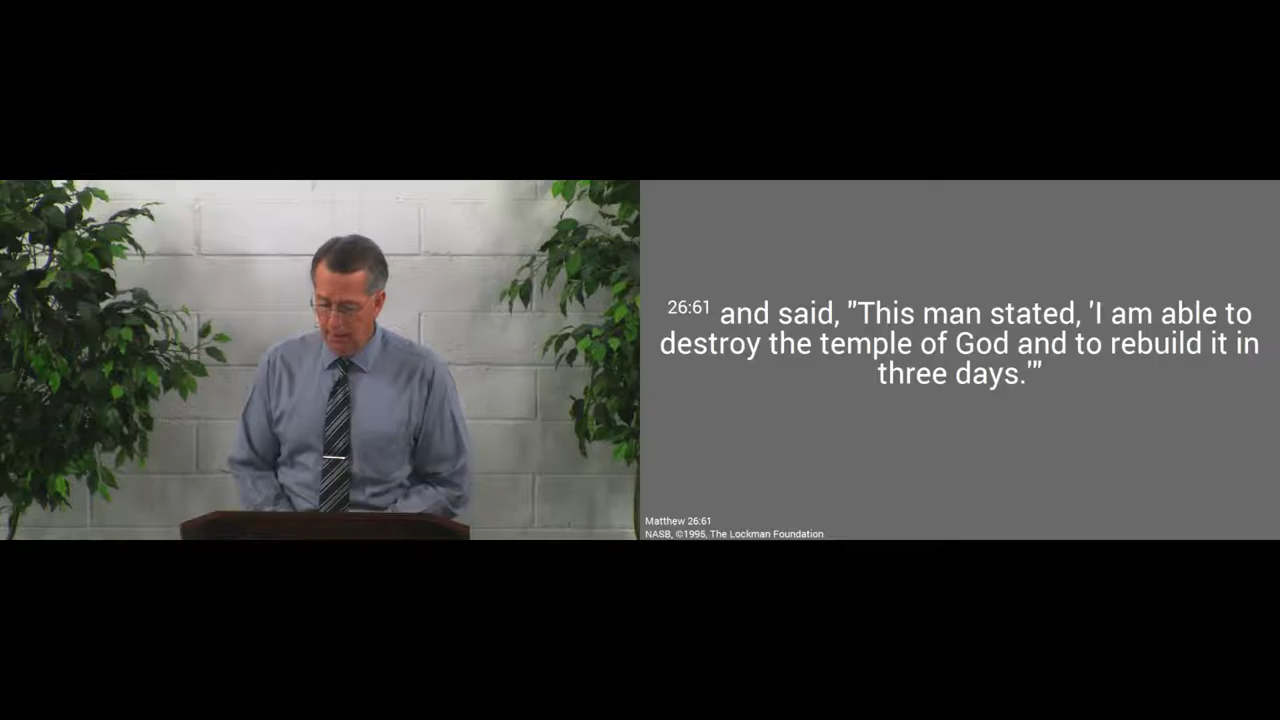 26:61 and said, "This man stated, 'I am able to
destroy the temple of God and to rebuild it in
three days.'"
Matthew 26:61
NASB, ©1995, The Lockman Foundation